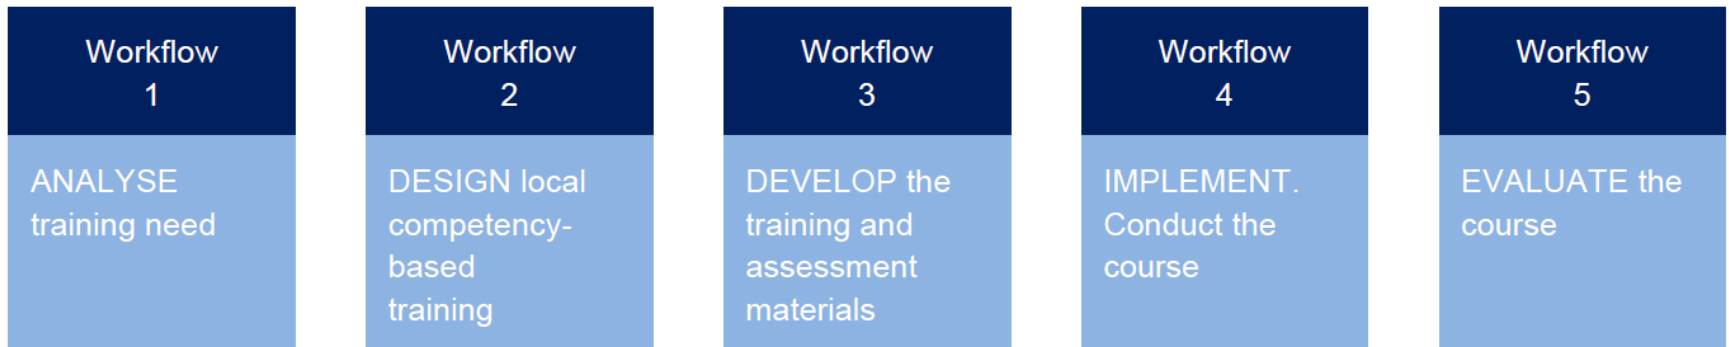 Workflow
1
ANALYSE
training need
Workflow
2
DESIGN local
competency-
based
training
Workflow
3
DEVELOP the
training and
assessment
materials
Workflow
4
IMPLEMENT.
Conduct the
course
Workflow
5
EVALUATE the
course